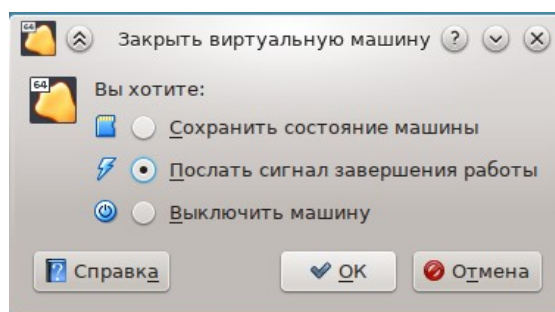 64
Закрыть виртуальную машину ?
64
Вы хотите:
Сохранить состояние машины
Послать сигнал завершения работы
Выключить машину
? Справка
OK
Отмена